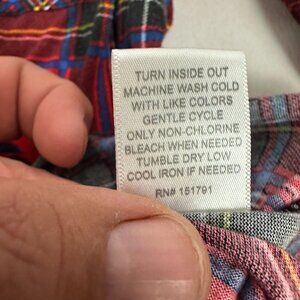 TURN INSIDE OUT
MACHINE WASH COLD
WITH LIKE COLORS
GENTLE CYCLE
ONLY NON-CHLORINE
BLEACH WHEN NEEDED
TUMBLE DRY LOW
COOL IRON IF NEEDED
RN# 151791